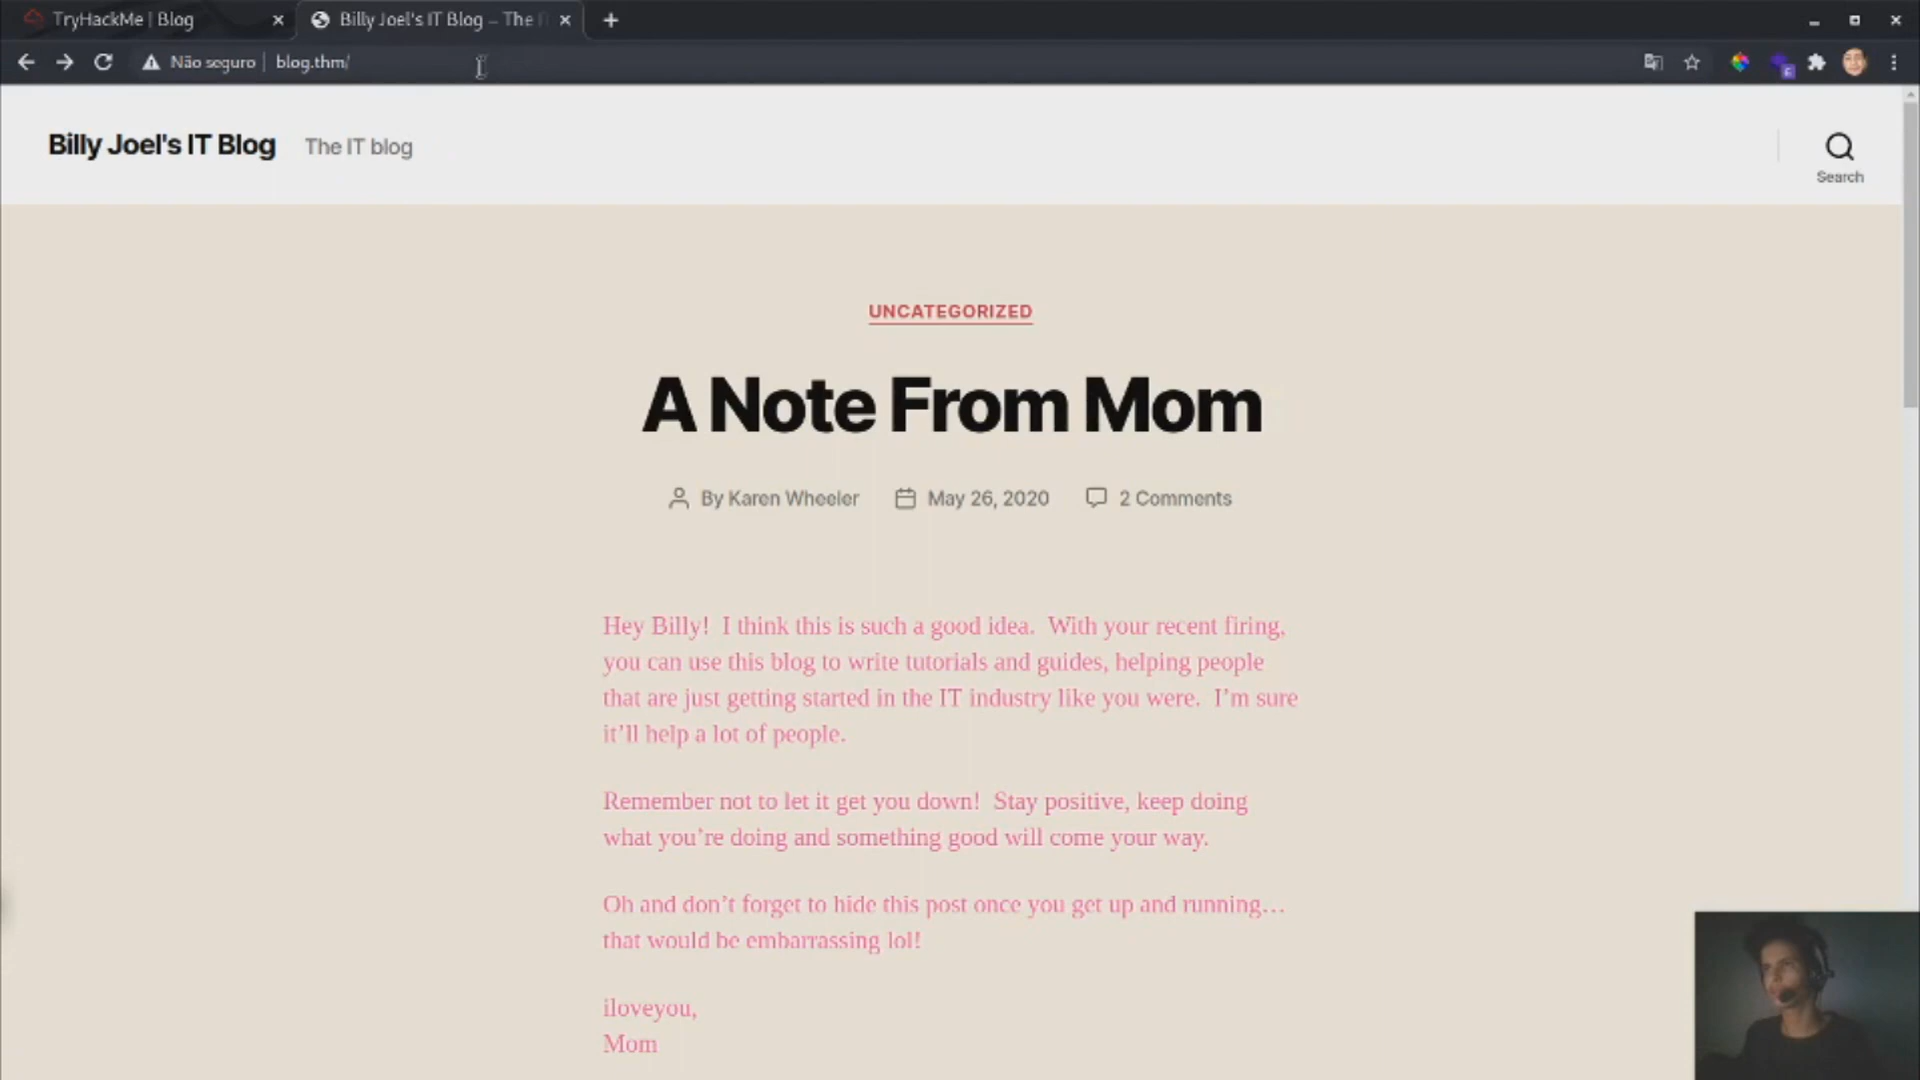 TryHackMe | Blog
Billy Joel's IT Blog – The
Não seguro | blog.thm/
Billy Joel's IT Blog
The IT blog
Search
UNCATEGORIZED
A Note From Mom
By Karen Wheeler
May 26, 2020
2 Comments
Hey Billy!  I think this is such a good idea.  With your recent firing,
you can use this blog to write tutorials and guides, helping people
that are just getting started in the IT industry like you were.  I’m sure
it’ll help a lot of people.
Remember not to let it get you down!  Stay positive, keep doing
what you’re doing and something good will come your way.
Oh and don’t forget to hide this post once you get up and running…
that would be embarrassing lol!
iloveyou,
Mom